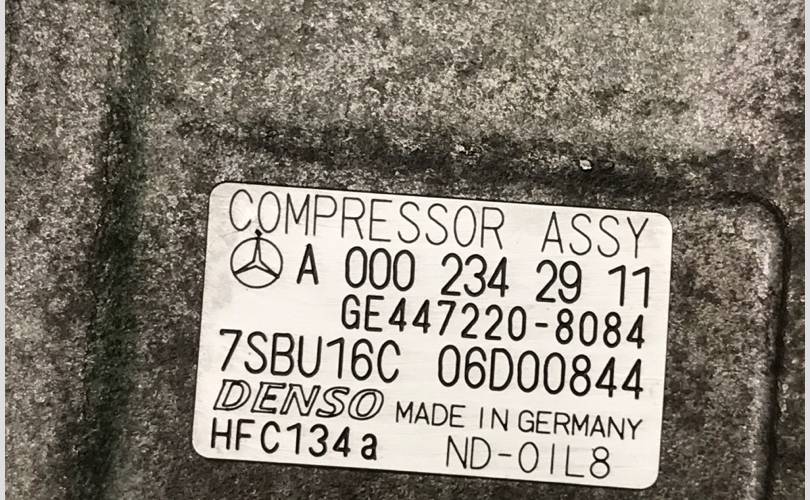 COMPRESSOR ASSY
A 000 234 29 11
GE447220-8084
7SBU16C 06D00844
DENSO MADE IN GERMANY
HFC134a ND-OIL8